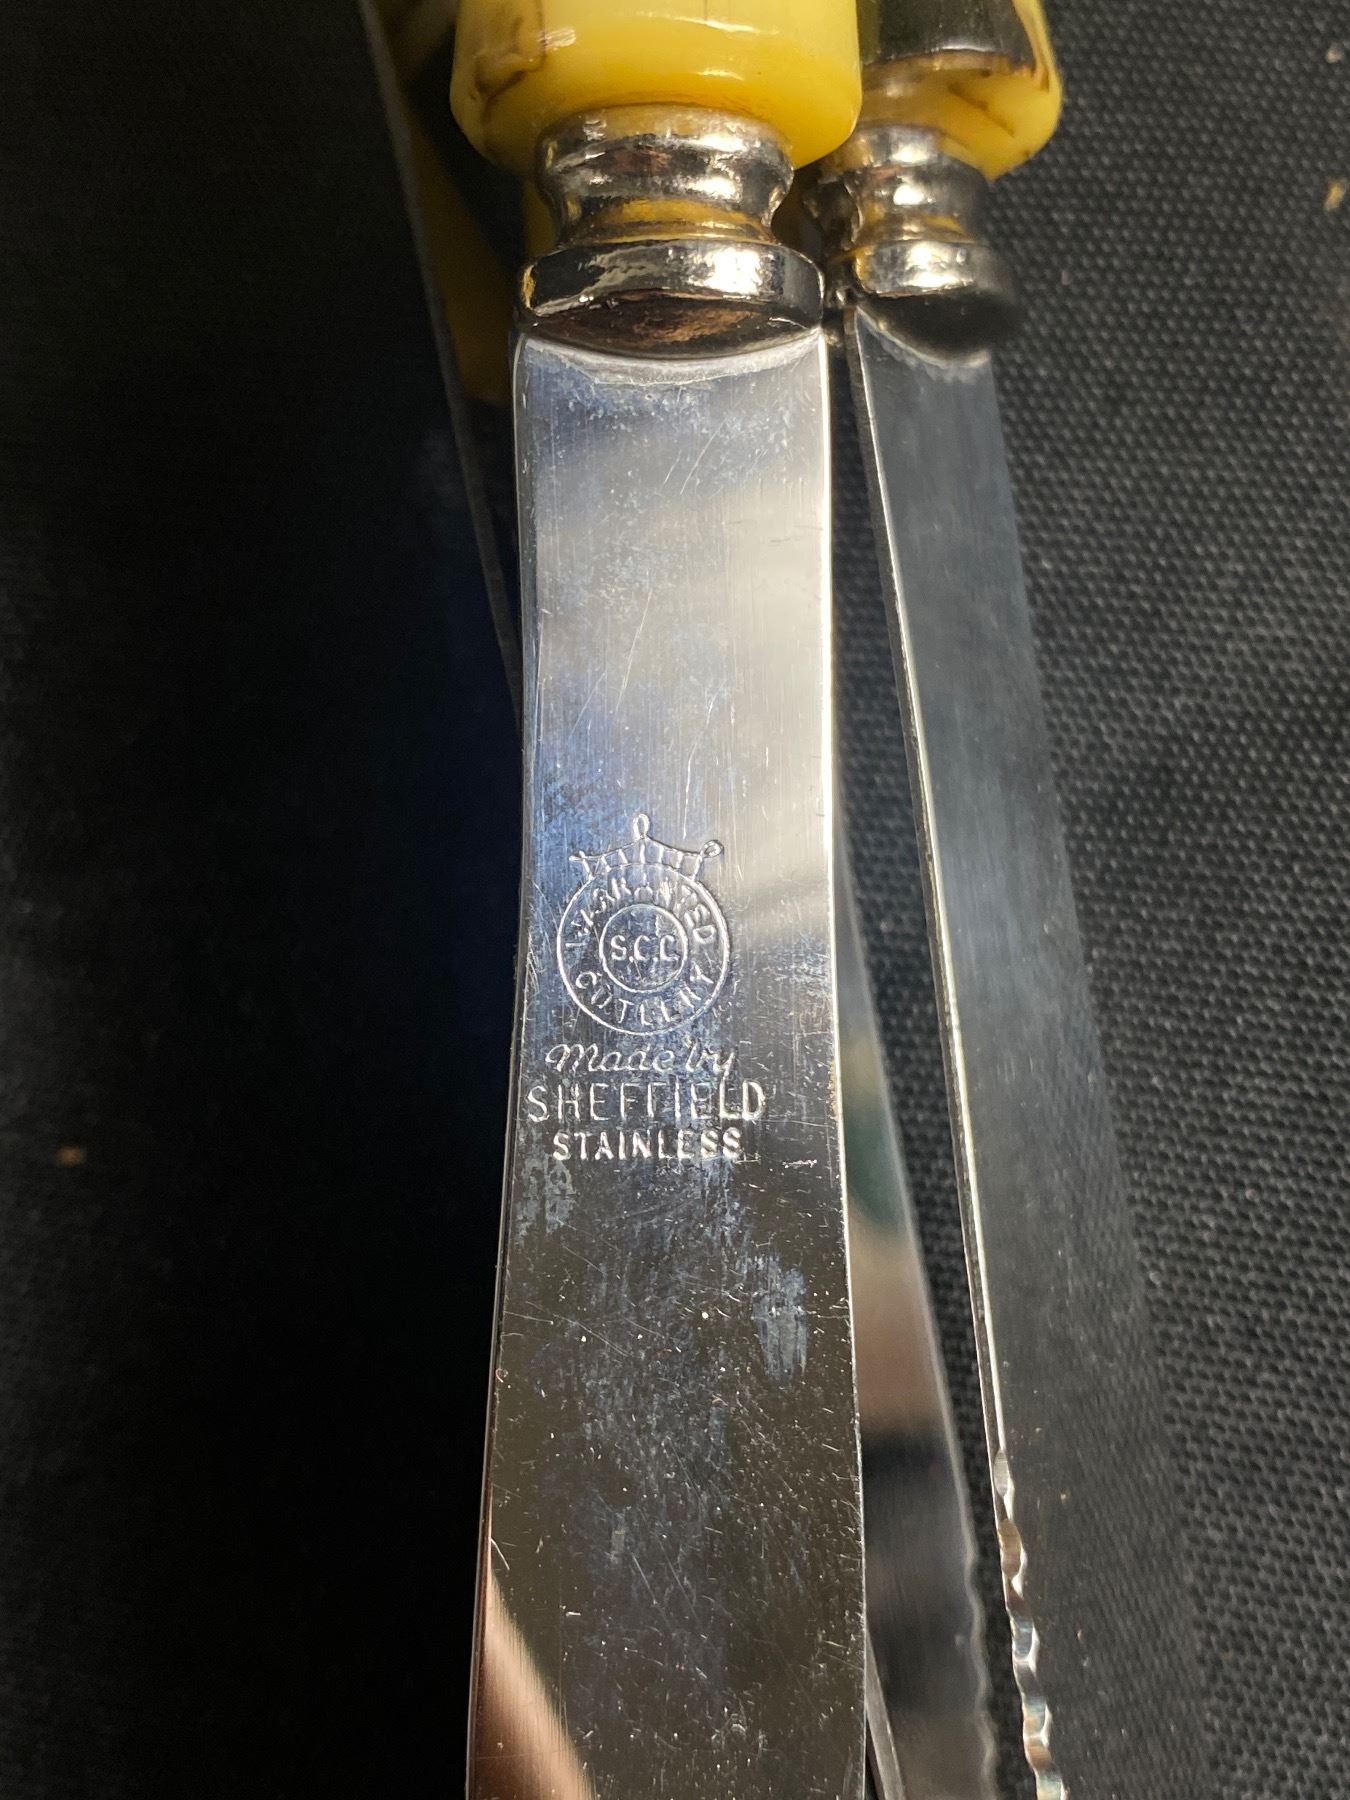 WARRANTED
S.C.C.
CUTLERY
Made by
SHEFFIELD
STAINLESS